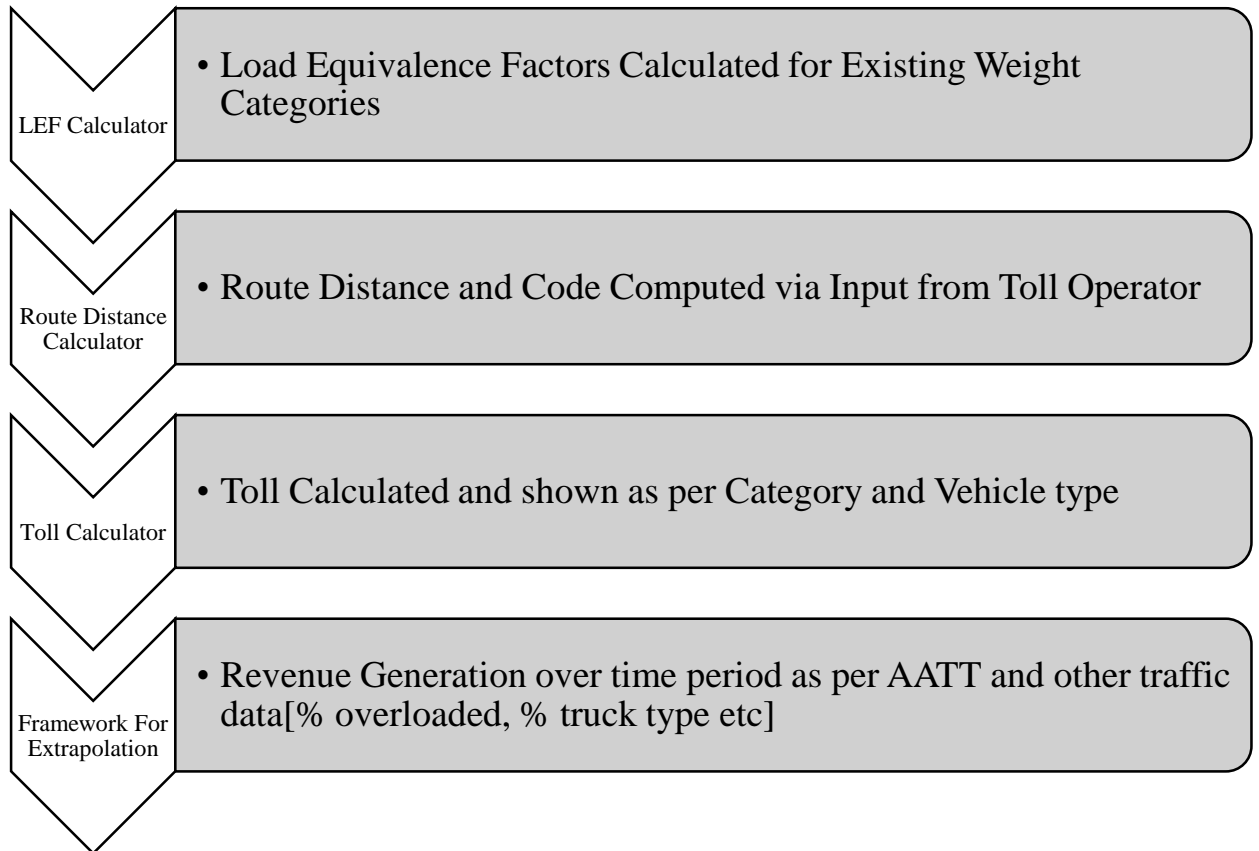 LEF Calculator
• Load Equivalence Factors Calculated for Existing Weight
Categories
Route Distance
Calculator
• Route Distance and Code Computed via Input from Toll Operator
Toll Calculator
• Toll Calculated and shown as per Category and Vehicle type
Framework For
Extrapolation
• Revenue Generation over time period as per AATT and other traffic
data[% overloaded, % truck type etc]